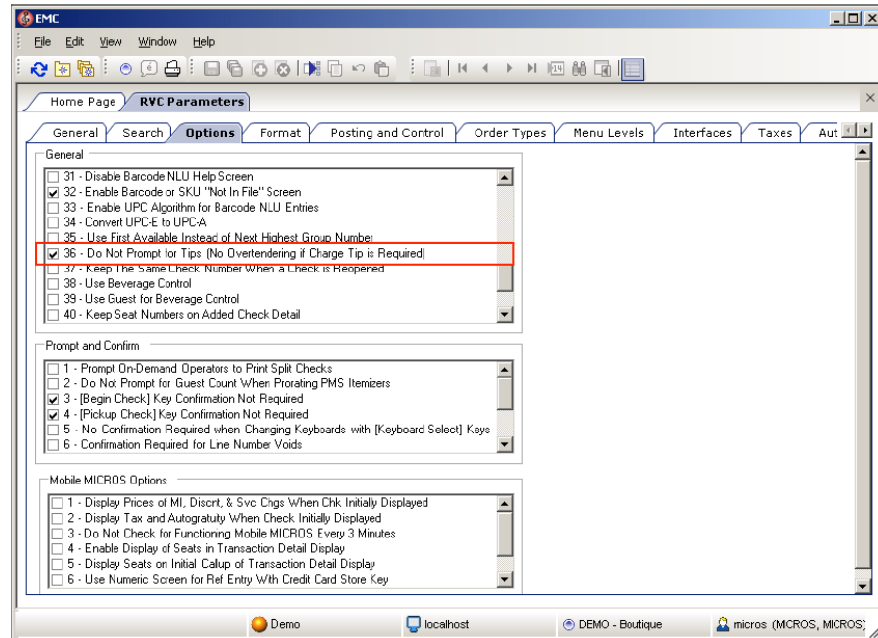 EMC
File Edit View Window Help
Home Page RVC Parameters
General Search Options Format Posting and Control Order Types Menu Levels Interfaces Taxes Aut
General
31 - Disable Barcode NLU Help Screen
32 - Enable Barcode or SKU "Not In File" Screen
33 - Enable UPC Algorithm for Barcode NLU Entries
34 - Convert UPC-E to UPC-A
35 - Use First Available Instead of Next Highest Group Number
36 - Do Not Prompt for Tips (No Overtendering if Charge Tip is Required)
37 - Keep The Same Check Number When a Check is Reopened
38 - Use Beverage Control
39 - Use Guest for Beverage Control
40 - Keep Seat Numbers on Added Check Detail
Prompt and Confirm
1 - Prompt On-Demand Operators to Print Split Checks
2 - Do Not Prompt for Guest Count When Prorating PMS Itemizers
3 - [Begin Check] Key Confirmation Not Required
4 - [Pickup Check] Key Confirmation Not Required
5 - No Confirmation Required when Changing Keyboards with [Keyboard Select] Keys
6 - Confirmation Required for Line Number Voids
Mobile MICROS Options
1 - Display Prices of MI, Discnt, & Svc Chgs When Chk Initially Displayed
2 - Display Tax and Autogratuty When Check Initially Displayed
3 - Do Not Check for Functioning Mobile MICROS Every 3 Minutes
4 - Enable Display of Seats in Transaction Detail Display
5 - Display Seats on Initial Callup of Transaction Detail Display
6 - Use Numeric Screen for Ref Entry With Credit Card Store Key
Demo localhost DEMO - Boutique micros (MICROS, MICROS;